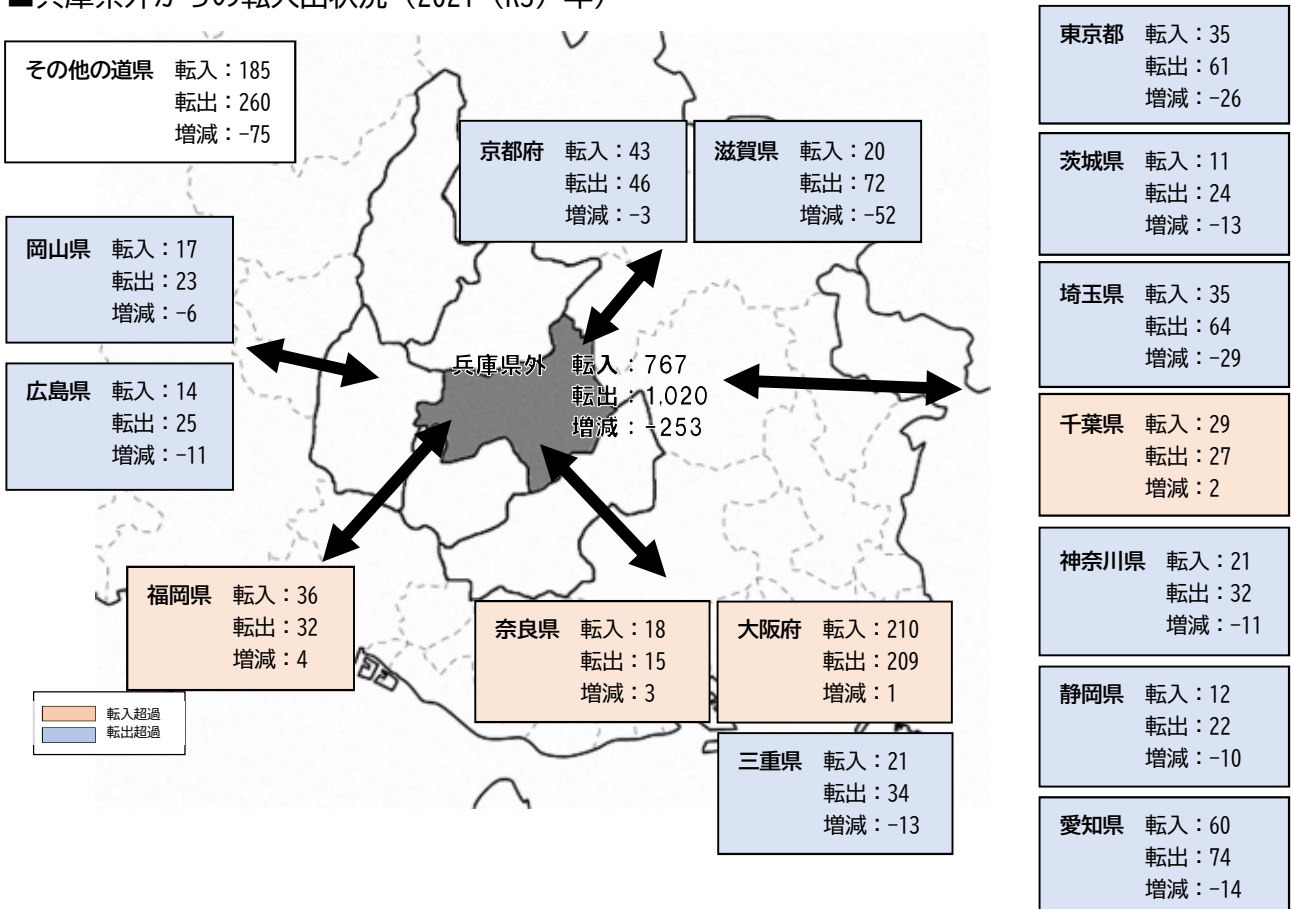 ■兵庫県外からの転入出状況（2021（R3）年）
その他の道県 転入：185
転出：260
増減：-75
京都府 転入：43
転出：46
増減：-3
滋賀県 転入：20
転出：72
増減：-52
岡山県 転入：17
転出：23
増減：-6
広島県 転入：14
転出：25
増減：-11
兵庫県外 転入：767
転出：1,020
増減：-253
福岡県 転入：36
転出：32
増減：4
奈良県 転入：18
転出：15
増減：3
大阪府 転入：210
転出：209
増減：1
三重県 転入：21
転出：34
増減：-13
転入超過
転出超過
東京都 転入：35
転出：61
増減：-26
茨城県 転入：11
転出：24
増減：-13
埼玉県 転入：35
転出：64
増減：-29
千葉県 転入：29
転出：27
増減：2
神奈川県 転入：21
転出：32
増減：-11
静岡県 転入：12
転出：22
増減：-10
愛知県 転入：60
転出：74
増減：-14